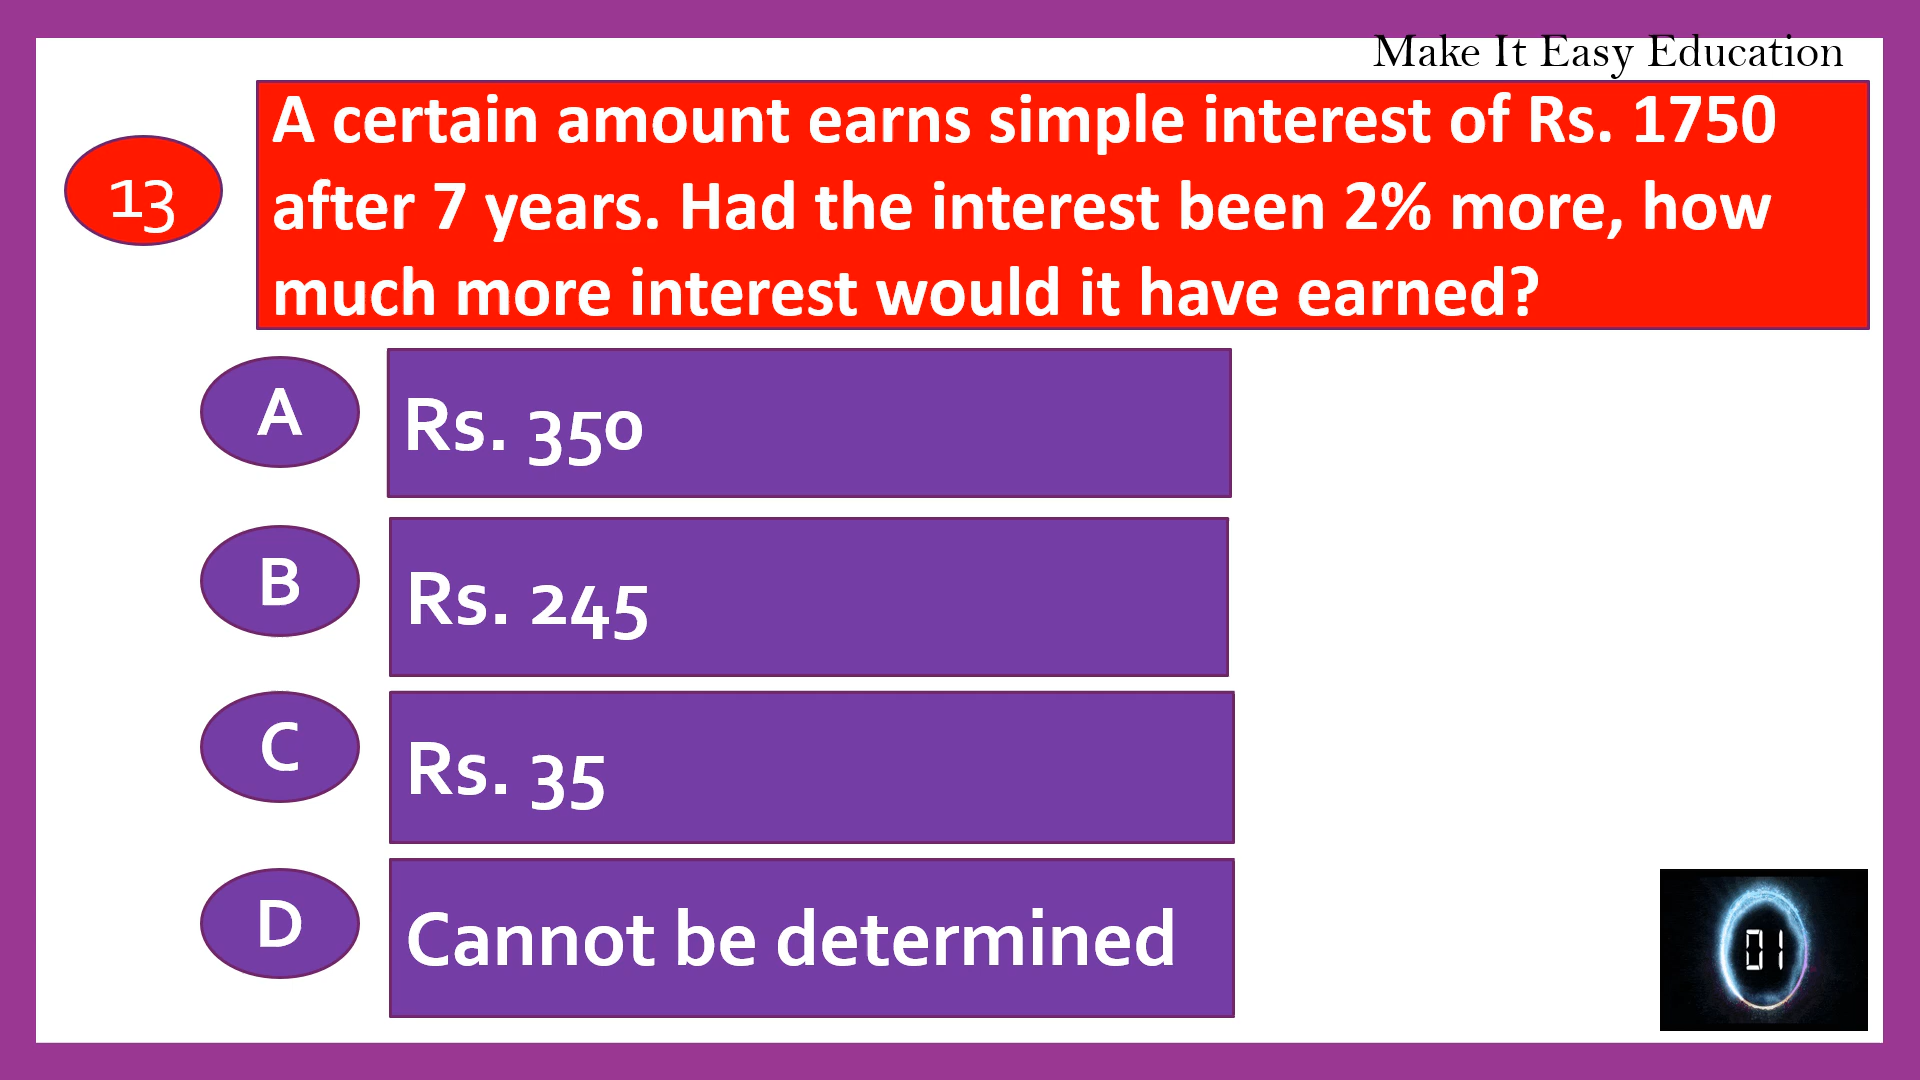 Make It Easy Education
13
A certain amount earns simple interest of Rs. 1750
after 7 years. Had the interest been 2% more, how
much more interest would it have earned?
A
Rs. 350
B
Rs. 245
C
Rs. 35
D
Cannot be determined
01